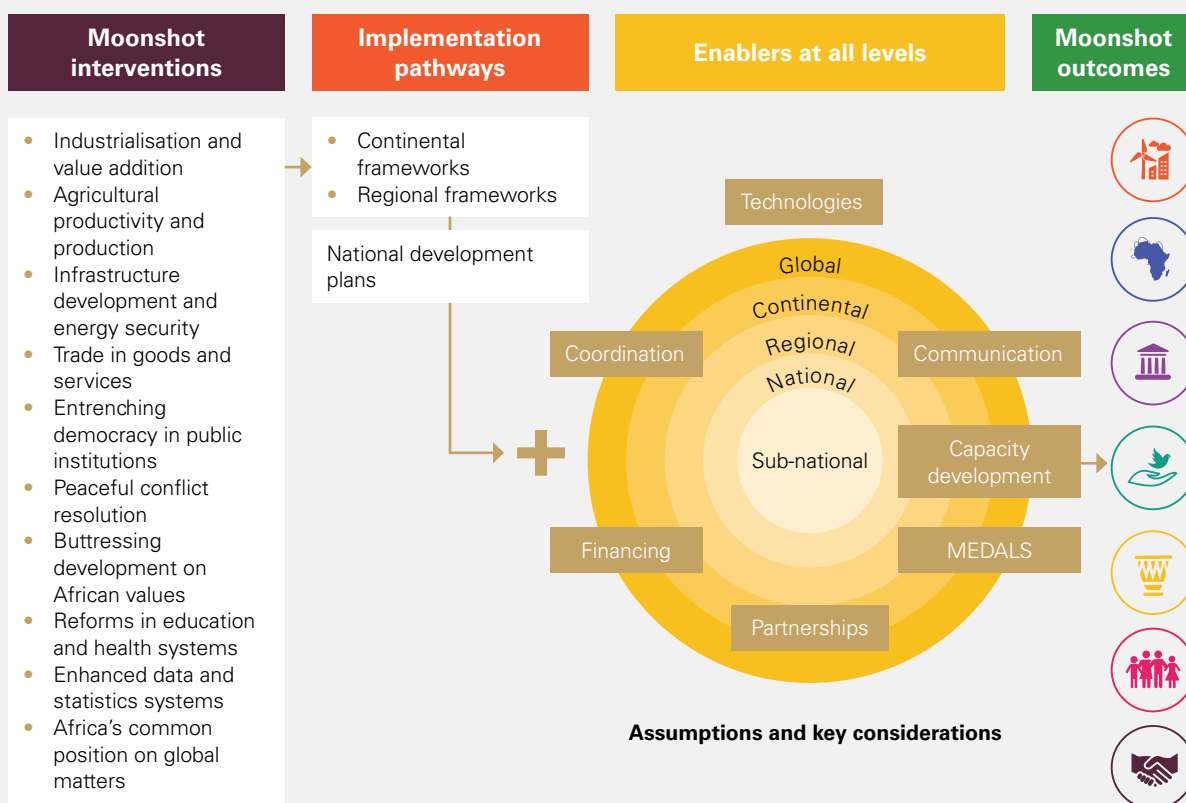 Moonshot
interventions
Implementation
pathways
Enablers at all levels
Moonshot
outcomes
• Industrialisation and
value addition
• Agricultural
productivity and
production
• Infrastructure
development and
energy security
• Trade in goods and
services
• Entrenching
democracy in public
institutions
• Peaceful conflict
resolution
• Buttressing
development on
African values
• Reforms in education
and health systems
• Enhanced data and
statistics systems
• Africa's common
position on global
matters
• Continental
frameworks
• Regional frameworks
National development
plans
Technologies
Global
Continental
Regional
National
Sub-national
Coordination
Communication
Capacity
development
Financing
MEDALS
Partnerships
Assumptions and key considerations